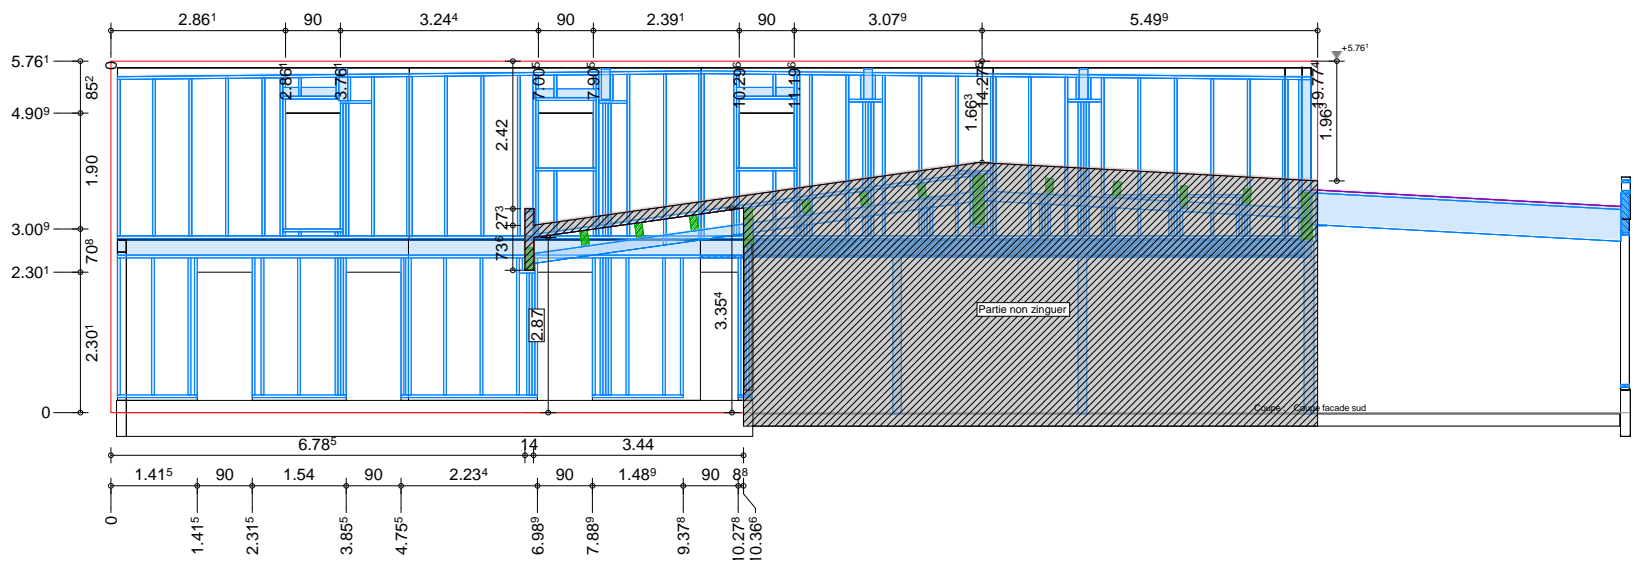 2.86¹ 90 3.24⁴ 90 2.39¹ 90 3.07⁹ 5.49⁹
+5.76¹
0 2.86¹ 3.76¹ 7.00⁵ 7.90⁵ 10.29⁶ 11.19⁶ 14.27⁵ 19.77⁴
5.76¹
85²
4.90⁹
1.90
3.00⁹
70⁸
2.30¹
2.30¹
0
2.42
27³
73⁶
2.87
3.35⁴
1.66³
1.96³
Partie non zinguer
Coupe : Coupe facade sud
6.78⁵ 14 3.44
1.41⁵ 90 1.54 90 2.23⁴ 90 1.48⁹ 90 8⁸
0 1.41⁵ 2.31⁵ 3.85⁵ 4.75⁵ 6.98⁹ 7.88⁹ 9.37⁸ 10.27⁸ 10.36⁶